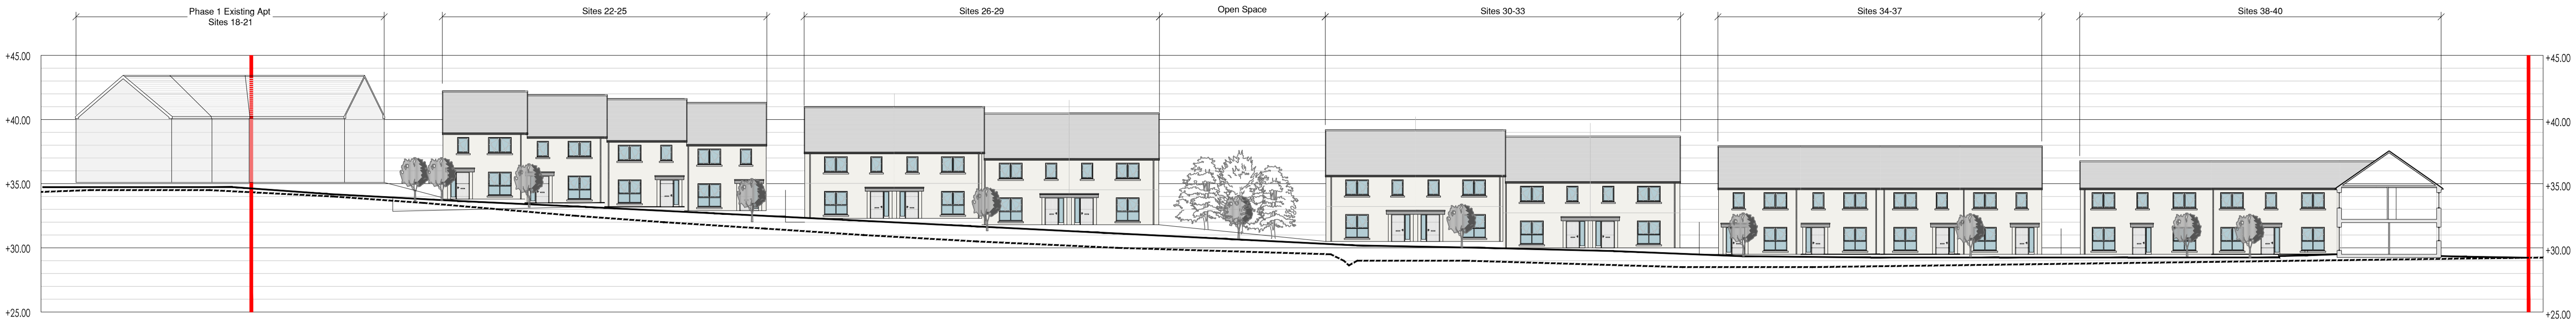 Phase 1 Existing Apt
Sites 18-21
Sites 22-25
Sites 26-29
Open Space
Sites 30-33
Sites 34-37
Sites 38-40
+45.00
+45.00
+40.00
+40.00
+35.00
+35.00
+30.00
+30.00
+25.00
+25.00